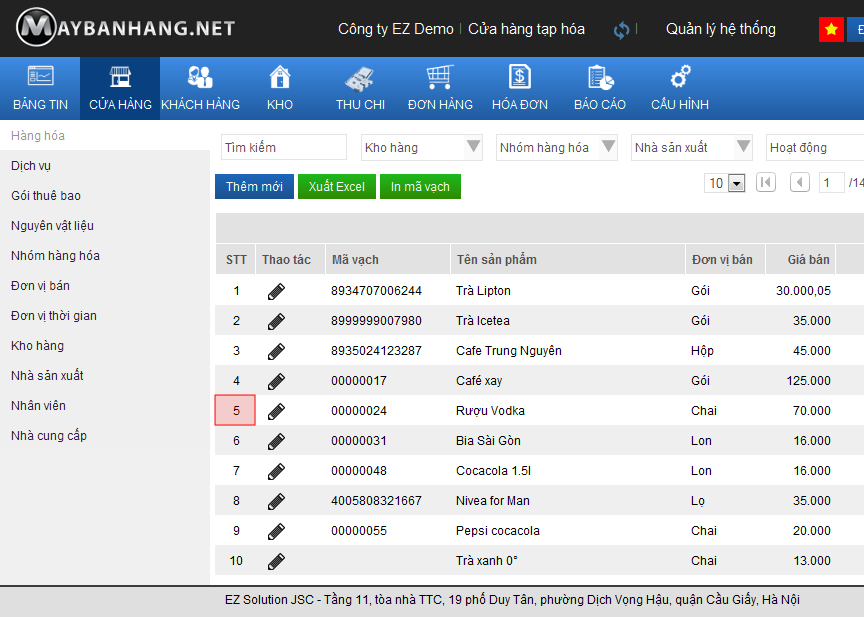 MAYBANHANG.NET Công ty EZ Demo Cửa hàng tạp hóa Quản lý hệ thống
BẢNG TIN CỬA HÀNG KHÁCH HÀNG KHO THU CHI ĐƠN HÀNG HÓA ĐƠN BÁO CÁO CẤU HÌNH
Hàng hóa
Dịch vụ
Gói thuê bao
Nguyên vật liệu
Nhóm hàng hóa
Đơn vị bán
Đơn vị thời gian
Kho hàng
Nhà sản xuất
Nhân viên
Nhà cung cấp
Tìm kiếm Kho hàng Nhóm hàng hóa Nhà sản xuất Hoạt động
Thêm mới Xuất Excel In mã vạch 10 1 /14
STT Thao tác Mã vạch Tên sản phẩm Đơn vị bán Giá bán
1 8934707006244 Trà Lipton Gói 30.000,05
2 8999999007980 Trà Icetea Gói 35.000
3 8935024123287 Cafe Trung Nguyên Hộp 45.000
4 00000017 Café xay Gói 125.000
5 00000024 Rượu Vodka Chai 70.000
6 00000031 Bia Sài Gòn Lon 16.000
7 00000048 Cocacola 1.5l Lon 16.000
8 4005808321667 Nivea for Man Lọ 35.000
9 00000055 Pepsi cocacola Chai 20.000
10 Trà xanh 0° Chai 13.000
EZ Solution JSC - Tầng 11, tòa nhà TTC, 19 phố Duy Tân, phường Dịch Vọng Hậu, quận Cầu Giấy, Hà Nội